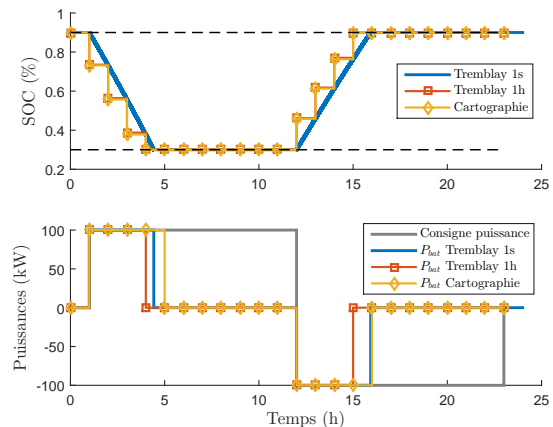 1
0.8
0.6
0.4
0.2
SOC (%)
0 5 10 15 20 25
Tremblay 1s
Tremblay 1h
Cartographie
100
50
0
-50
-100
Puissances (kW)
0 5 10 15 20 25
Temps (h)
Consigne puissance
P_bat Tremblay 1s
P_bat Tremblay 1h
P_bat Cartographie